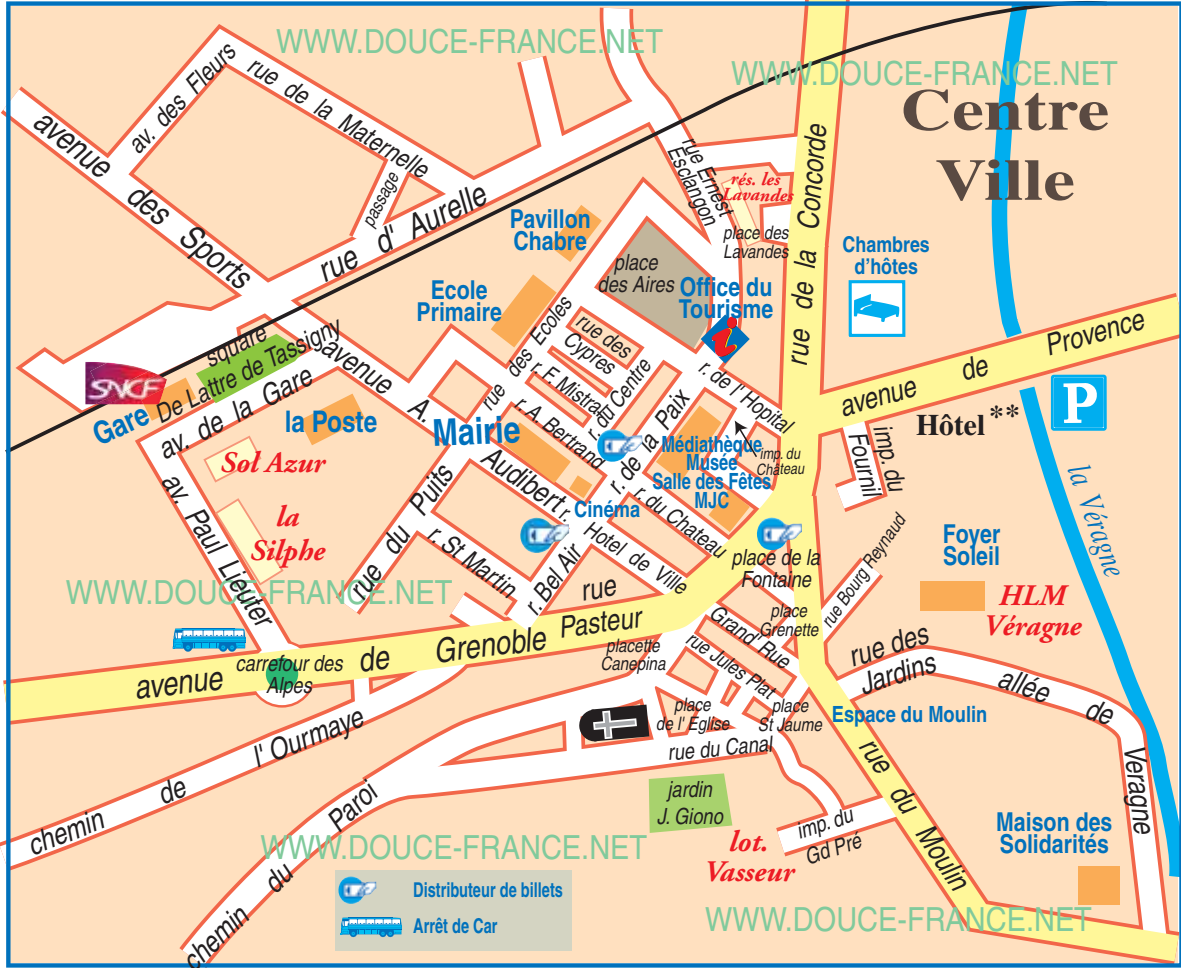 WWW.DOUCE-FRANCE.NET
WWW.DOUCE-FRANCE.NET
Centre
Ville
av. des Fleurs
rue de la Maternelle
avenue des Sports
passage
rue d' Aurelle
rue Ernest
Esclangon
rés. les
Lavandes
place des
Lavandes
rue de la Concorde
Pavillon
Chabre
place
des Aires
Office du
Tourisme
Chambres
d'hôtes
Ecole
Primaire
rue des Ecoles
rue des
Cypres
r. F. Mistral
r. du Centre
r. A. Bertrand
r. de la Paix
r. de l' Hopital
avenue de Provence
SNCF
Gare
square
De Lattre de Tassigny
avenue A. Audibert
av. de la Gare
la Poste
Mairie
Médiathèque
Musée
Salle des Fêtes
MJC
imp. du
Château
Hôtel **
P
imp. du
Fournil
la Véragne
Sol Azur
la
Silphe
av. Paul Lieuter
rue du Puits
Cinéma
r. du Chateau
r. Hotel de Ville
r. St Martin
r. Bel Air
place de la
Fontaine
rue Bourg Reynaud
Foyer
Soleil
HLM
Véragne
WWW.DOUCE-FRANCE.NET
rue Pasteur
avenue de Grenoble
carrefour des
Alpes
placette
Canepina
Grand' Rue
place
Grenette
rue Jules Plat
rue des
Jardins
allée de Veragne
place
de l' Eglise
place
St Jaume
Espace du Moulin
rue du Canal
rue du Moulin
chemin de l' Ourmaye
chemin du Paroi
jardin
J. Giono
imp. du
Gd Pré
lot.
Vasseur
Maison des
Solidarités
WWW.DOUCE-FRANCE.NET
Distributeur de billets
Arrêt de Car
WWW.DOUCE-FRANCE.NET